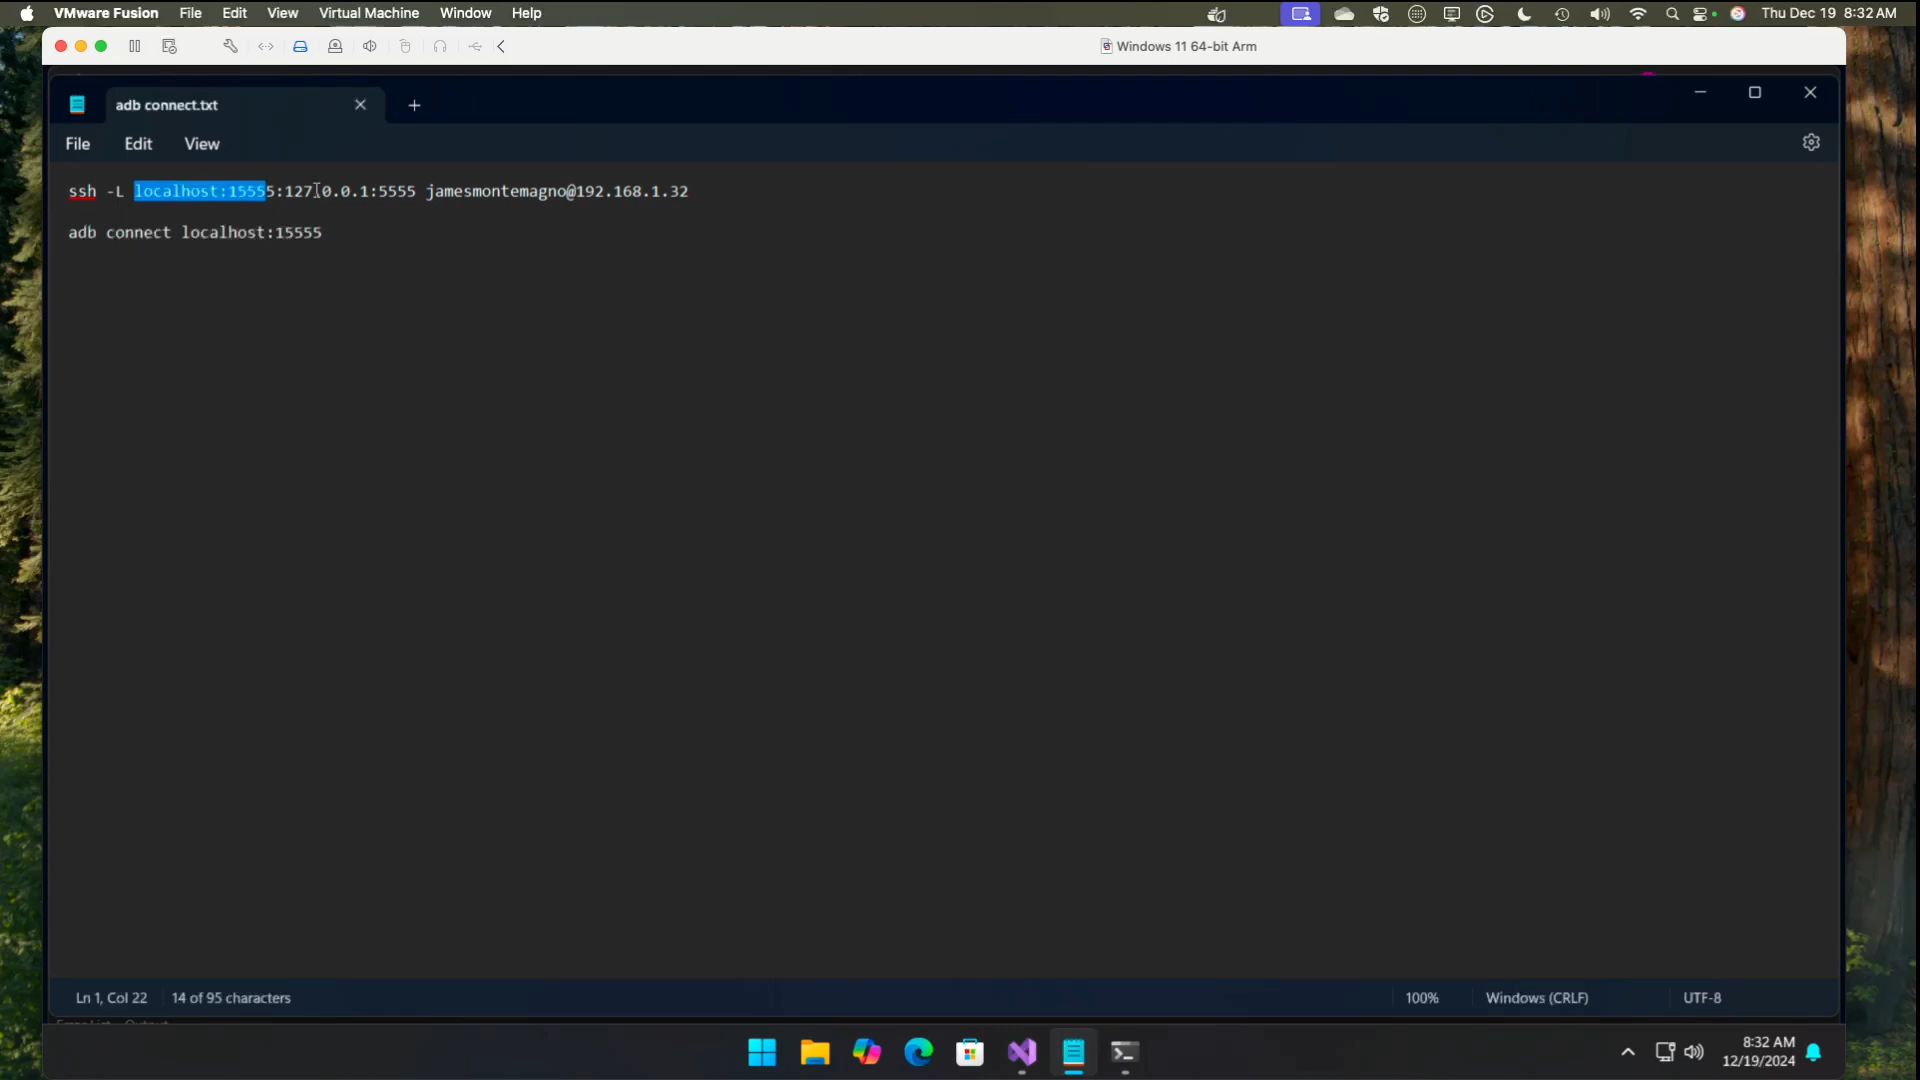 VMware Fusion File Edit View Virtual Machine Window Help Thu Dec 19 8:32 AM
Windows 11 64-bit Arm
adb connect.txt
File Edit View
ssh -L localhost:15555:127.0.0.1:5555 jamesmontemagno@192.168.1.32
adb connect localhost:15555
Ln 1, Col 22 14 of 95 characters 100% Windows (CRLF) UTF-8
8:32 AM
12/19/2024